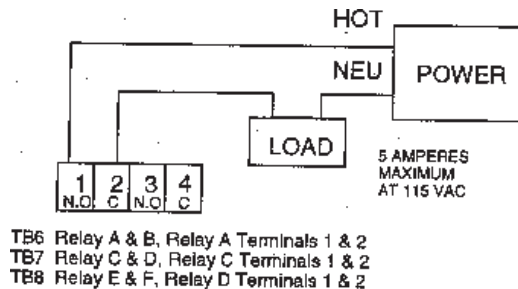 HOT
NEU
POWER
LOAD
5 AMPERES
MAXIMUM
AT 115 VAC
1 2 3 4
N.O C N.O C
TB6 Relay A & B, Relay A Terminals 1 & 2
TB7 Relay C & D, Relay C Terminals 1 & 2
TB8 Relay E & F, Relay D Terminals 1 & 2